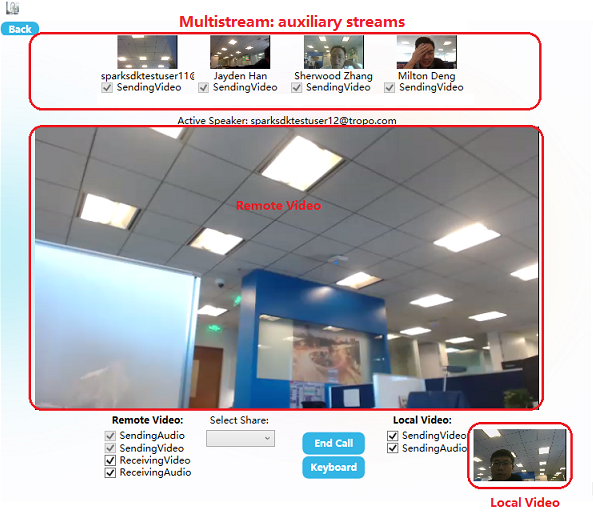 Multistream: auxiliary streams
Back
sparksdktestuser11@
Jayden Han
Sherwood Zhang
Milton Deng
SendingVideo
SendingVideo
SendingVideo
SendingVideo
Active Speaker: sparksdktestuser12@tropo.com
Remote Video
Remote Video:
SendingAudio
SendingVideo
ReceivingVideo
ReceivingAudio
Select Share:
End Call
Keyboard
Local Video:
SendingVideo
SendingAudio
Local Video